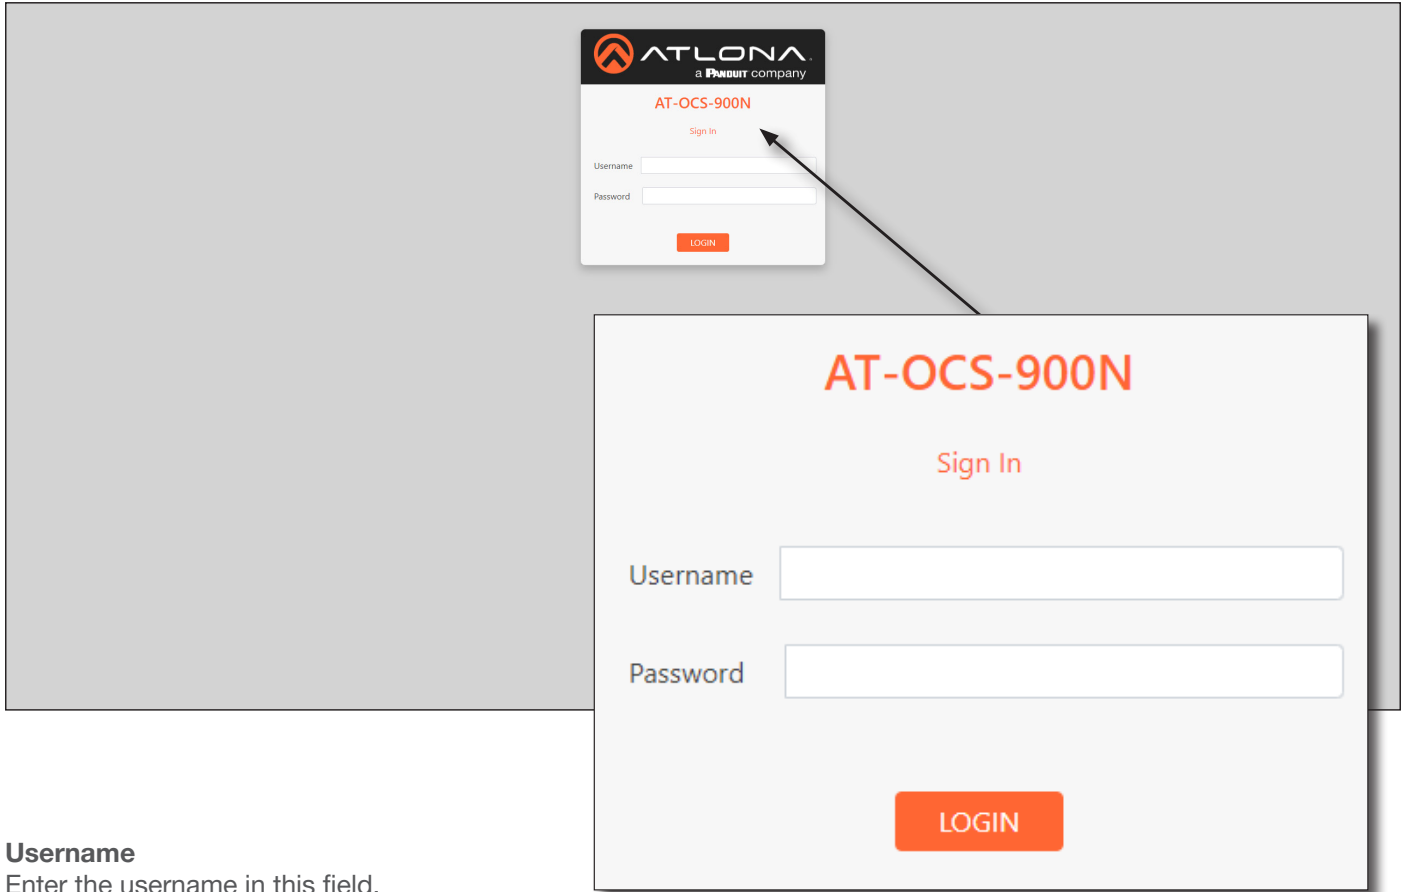 ATLONA
a PANDUIT company
AT-OCS-900N
Sign In
Username
Password
LOGIN
AT-OCS-900N
Sign In
Username
Password
LOGIN
Username
Enter the username in this field.